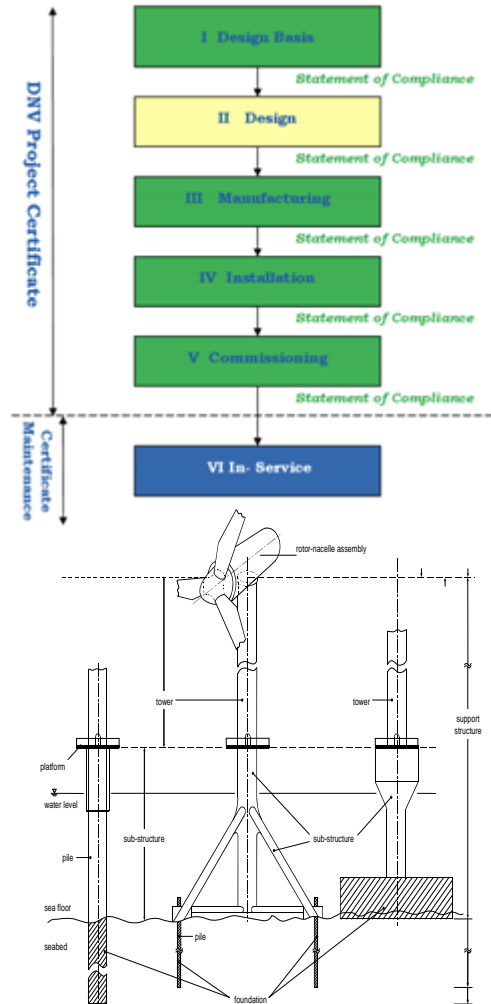 I Design Basis
Statement of Compliance
II Design
Statement of Compliance
III Manufacturing
Statement of Compliance
IV Installation
Statement of Compliance
V Commissioning
Statement of Compliance
DNV Project Certificate
VI In- Service
Certificate
Maintenance
rotor-nacelle assembly
tower
tower
support
structure
platform
water level
sub-structure
sub-structure
pile
sea floor
seabed
pile
foundation